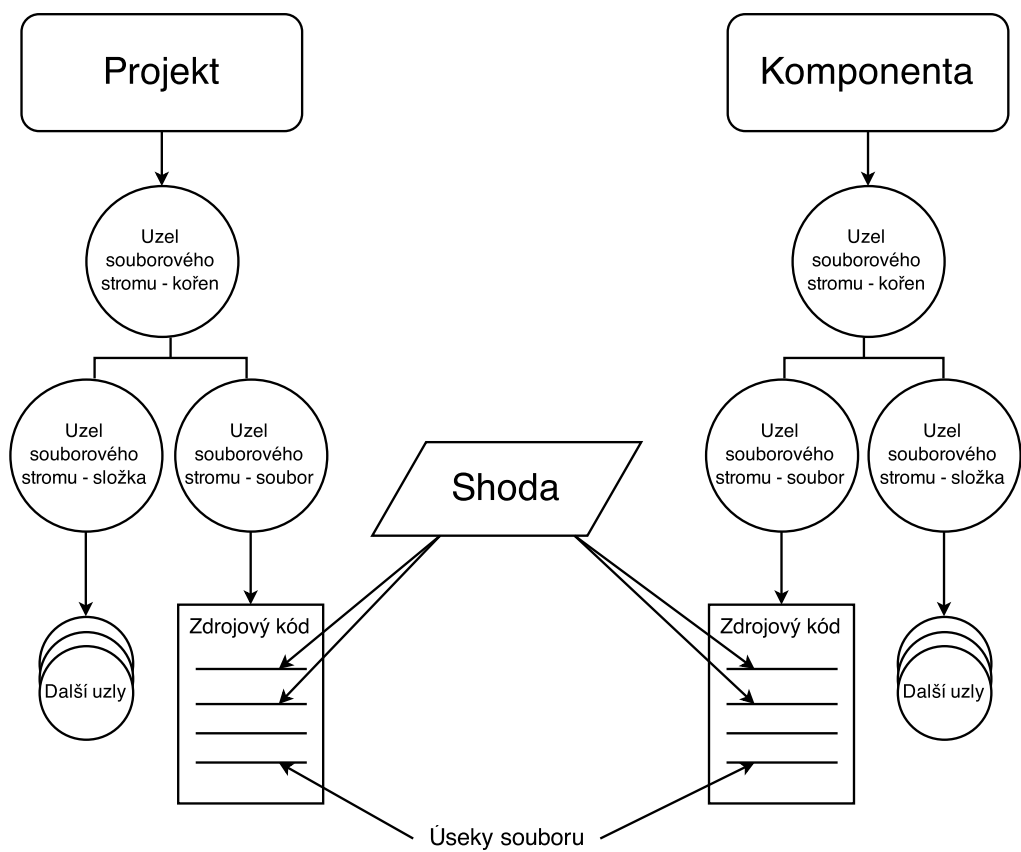 Projekt
Komponenta
Uzel
souborového
stromu - kořen
Uzel
souborového
stromu - kořen
Uzel
souborového
stromu - složka
Uzel
souborového
stromu - soubor
Shoda
Uzel
souborového
stromu - soubor
Uzel
souborového
stromu - složka
Zdrojový kód
Zdrojový kód
Další uzly
Další uzly
Úseky souboru